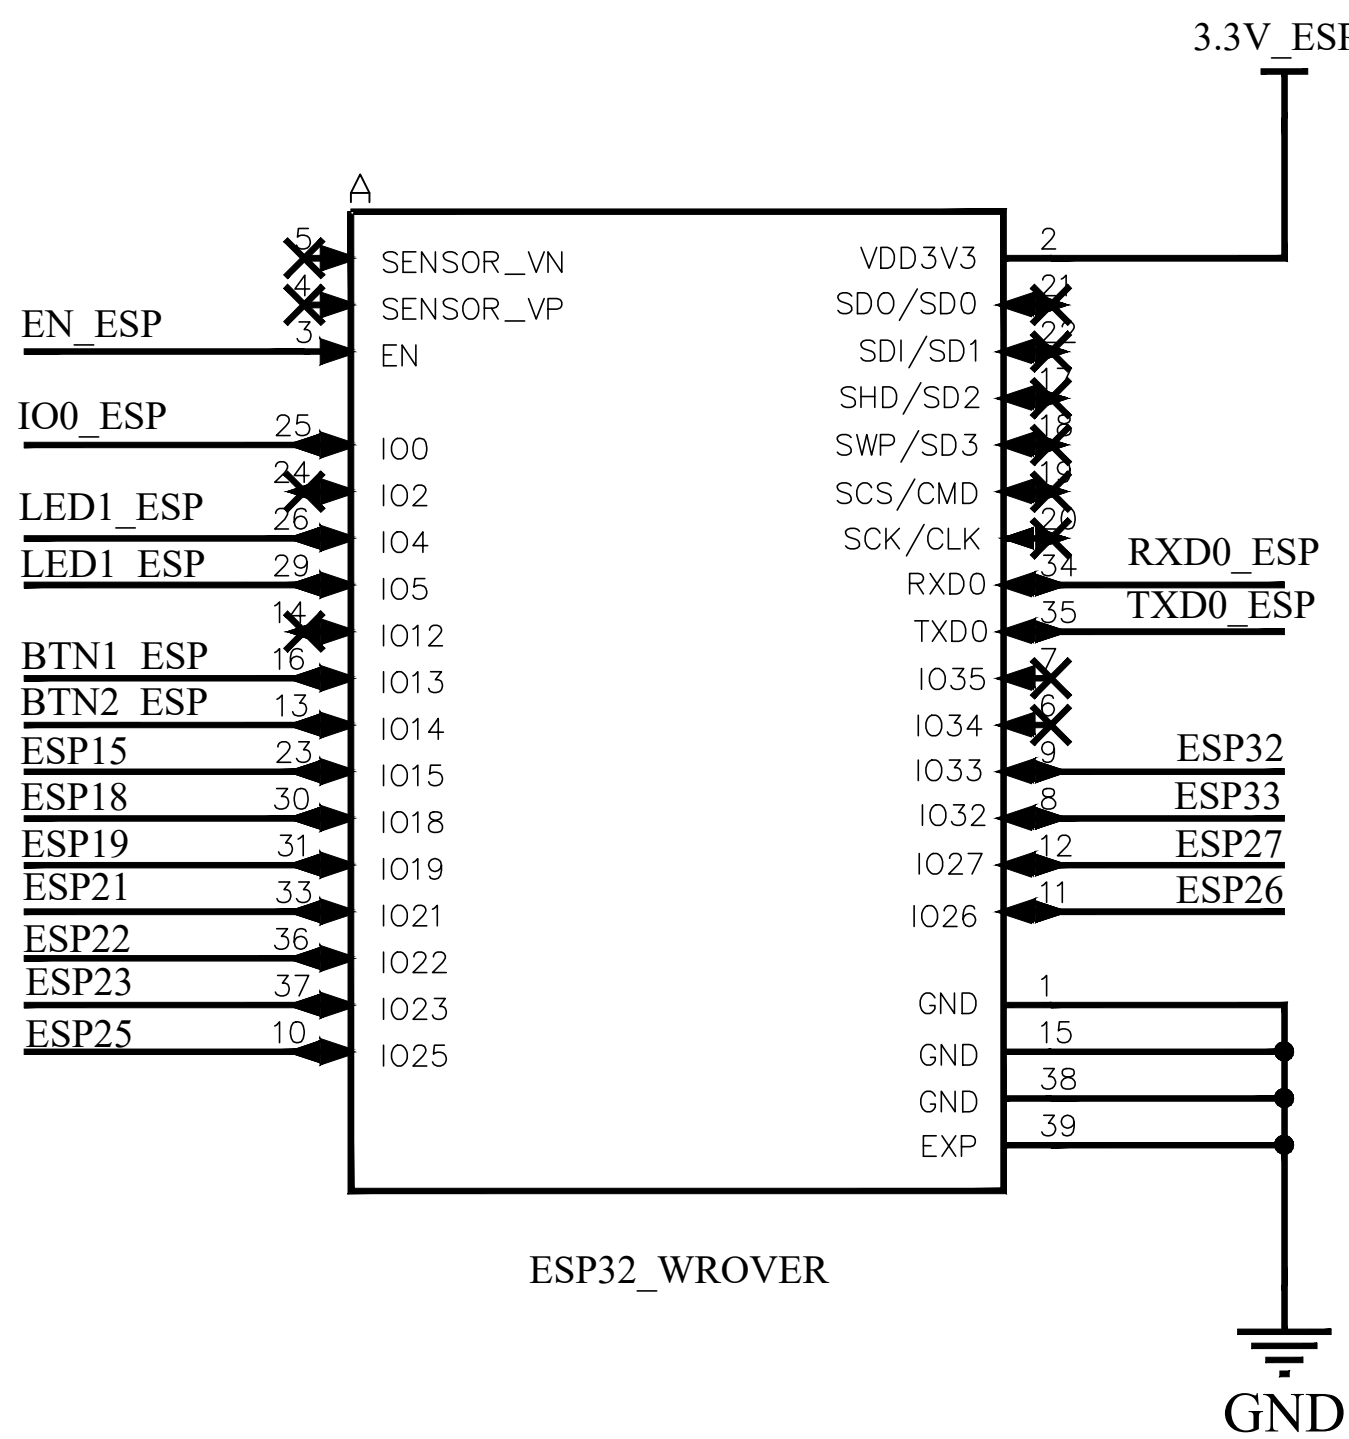 3.3V_ESP
A
5 SENSOR_VN
4 SENSOR_VP
EN_ESP 3 EN
IO0_ESP 25 IO0
24 IO2
LED1_ESP 26 IO4
LED1_ESP 29 IO5
14 IO12
BTN1_ESP 16 IO13
BTN2_ESP 13 IO14
ESP15 23 IO15
ESP18 30 IO18
ESP19 31 IO19
ESP21 33 IO21
ESP22 36 IO22
ESP23 37 IO23
ESP25 10 IO25
VDD3V3 2
SDO/SD0 21
SDI/SD1 22
SHD/SD2 17
SWP/SD3 18
SCS/CMD 19
SCK/CLK 20
RXD0 34 RXD0_ESP
TXD0 35 TXD0_ESP
IO35 7
IO34 6
IO33 9 ESP32
IO32 8 ESP33
IO27 12 ESP27
IO26 11 ESP26
GND 1
GND 15
GND 38
EXP 39
ESP32_WROVER
GND